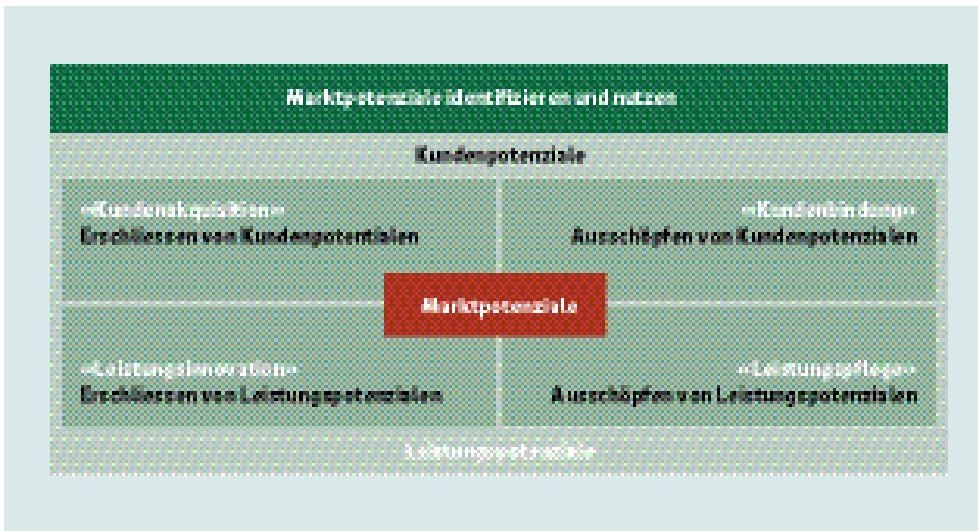 Marktpotenziale identifizieren und nutzen
Kundenpotenziale
«Kundenakquisition»
Erschliessen von Kundenpotentialen
«Kundenbindung»
Ausschöpfen von Kundenpotenzialen
Marktpotenziale
«Leistungsinnovation»
Erschliessen von Leistungspotenzialen
«Leistungspflege»
Ausschöpfen von Leistungspotenzialen
Leistungspotenziale